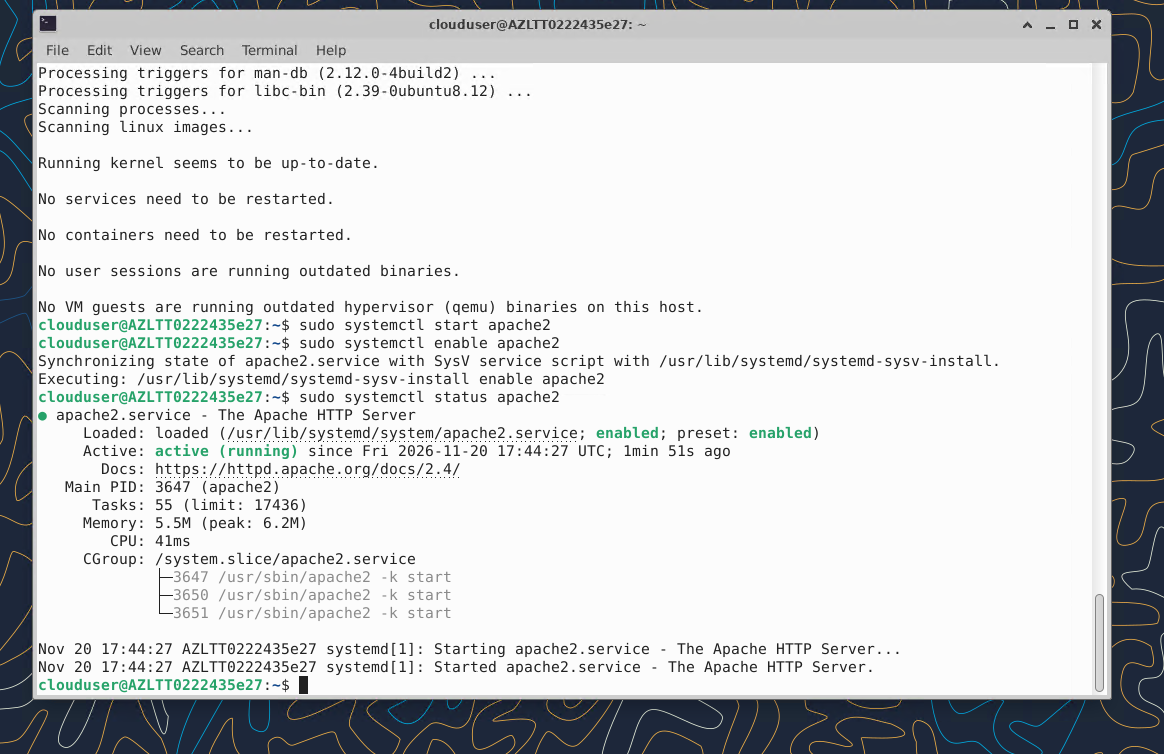 clouduser@AZLTT0222435e27: ~
File Edit View Search Terminal Help
Processing triggers for man-db (2.12.0-4build2) ...
Processing triggers for libc-bin (2.39-0ubuntu8.12) ...
Scanning processes...
Scanning linux images...
Running kernel seems to be up-to-date.
No services need to be restarted.
No containers need to be restarted.
No user sessions are running outdated binaries.
No VM guests are running outdated hypervisor (qemu) binaries on this host.
clouduser@AZLTT0222435e27:~$ sudo systemctl start apache2
clouduser@AZLTT0222435e27:~$ sudo systemctl enable apache2
Synchronizing state of apache2.service with SysV service script with /usr/lib/systemd/systemd-sysv-install.
Executing: /usr/lib/systemd/systemd-sysv-install enable apache2
clouduser@AZLTT0222435e27:~$ sudo systemctl status apache2
● apache2.service - The Apache HTTP Server
     Loaded: loaded (/usr/lib/systemd/system/apache2.service; enabled; preset: enabled)
     Active: active (running) since Fri 2026-11-20 17:44:27 UTC; 1min 51s ago
       Docs: https://httpd.apache.org/docs/2.4/
   Main PID: 3647 (apache2)
      Tasks: 55 (limit: 17436)
     Memory: 5.5M (peak: 6.2M)
        CPU: 41ms
     CGroup: /system.slice/apache2.service
             ├─3647 /usr/sbin/apache2 -k start
             ├─3650 /usr/sbin/apache2 -k start
             └─3651 /usr/sbin/apache2 -k start
Nov 20 17:44:27 AZLTT0222435e27 systemd[1]: Starting apache2.service - The Apache HTTP Server...
Nov 20 17:44:27 AZLTT0222435e27 systemd[1]: Started apache2.service - The Apache HTTP Server.
clouduser@AZLTT0222435e27:~$